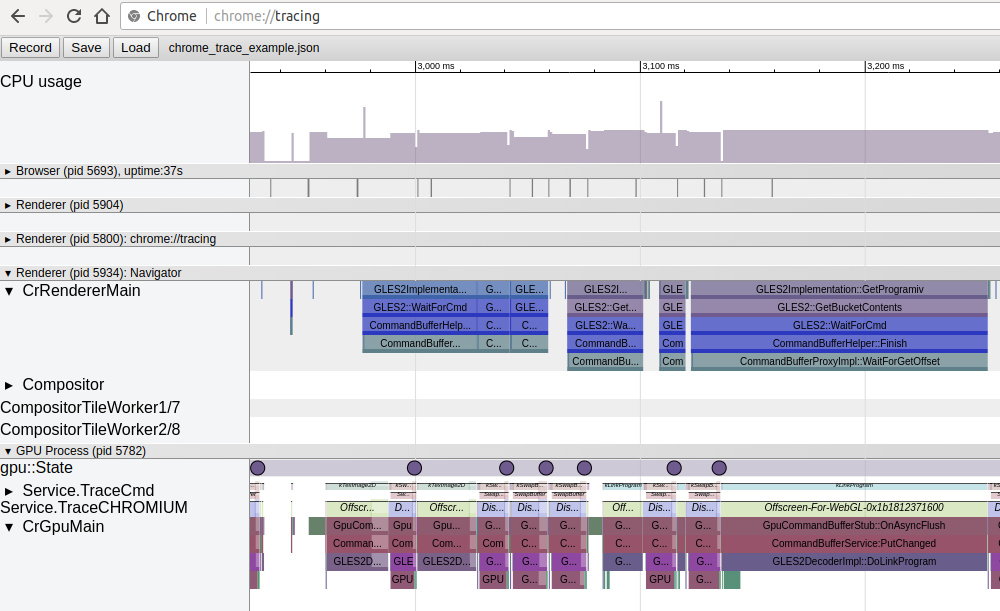 Chrome chrome://tracing
Record Save Load chrome_trace_example.json
3,000 ms 3,100 ms 3,200 ms
CPU usage
Browser (pid 5693), uptime:37s
Renderer (pid 5904)
Renderer (pid 5800): chrome://tracing
Renderer (pid 5934): Navigator
CrRendererMain
GLES2Implementa... G... GLE... GLES2I... GLE GLES2Implementation::GetProgramiv
GLES2::WaitForCmd G... GLE... GLES2::Get... GLE GLES2::GetBucketContents
CommandBufferHelp... C... C... GLES2::Wa... GLE GLES2::WaitForCmd
CommandBuffer... C... C... CommandB... Com CommandBufferHelper::Finish
CommandBu... Com CommandBufferProxyImpl::WaitForGetOffset
Compositor
CompositorTileWorker1/7
CompositorTileWorker2/8
GPU Process (pid 5782)
gpu::State
Service.TraceCmd
Service.TraceCHROMIUM
Offscr... D... Offscr... Dis... Dis... Dis... Off... Dis... Dis... Offscreen-For-WebGL-0x1b1812371600
CrGpuMain
GpuCom... Gpu Gpu... G... G... G... G... G... G... GpuCommandBufferStub::OnAsyncFlush
Comman... Com Com... Com C... C... C... C... C... CommandBufferService::PutChanged
GLES2D... GLE GLES2D... G... G... G... G... G... G... GLES2DecoderImpl::DoLinkProgram
GPU GPU G... G... GPU G...